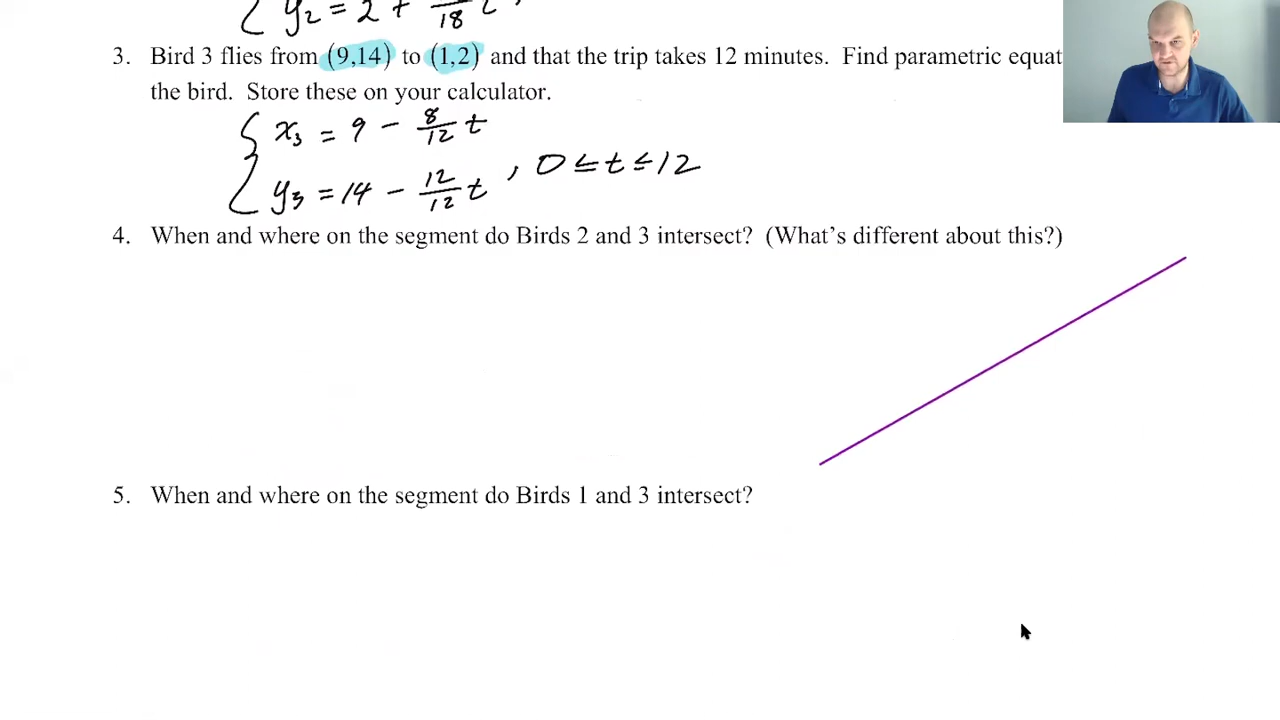 y₂ = 2 + /18 t
3. Bird 3 flies from (9,14) to (1,2) and that the trip takes 12 minutes. Find parametric equat
the bird. Store these on your calculator.
x₃ = 9 - 8/12 t
y₃ = 14 - 12/12 t , 0 ≤ t ≤ 12
4. When and where on the segment do Birds 2 and 3 intersect? (What's different about this?)
5. When and where on the segment do Birds 1 and 3 intersect?